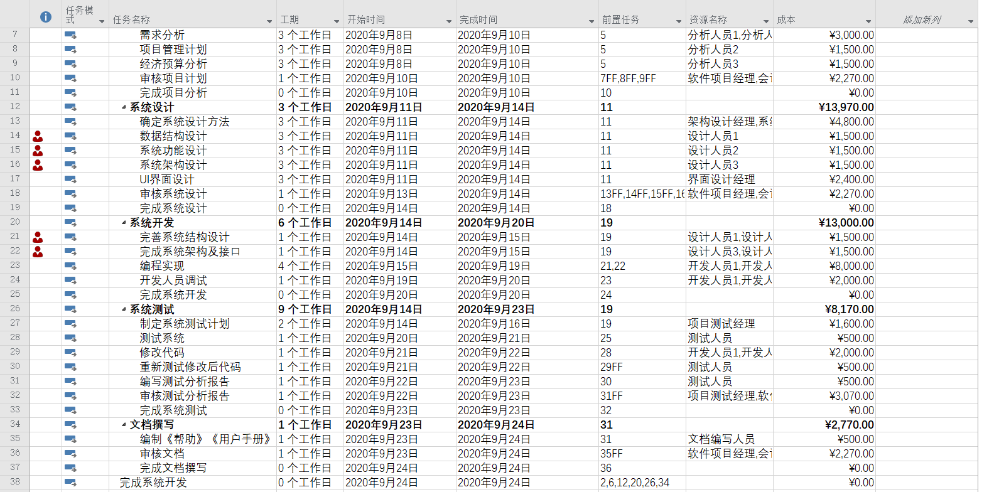 任务模式 任务名称 工期 开始时间 完成时间 前置任务 资源名称 成本 添加新列
7 需求分析 3 个工作日 2020年9月8日 2020年9月10日 5 分析人员1,分析人 ¥3,000.00
8 项目管理计划 3 个工作日 2020年9月8日 2020年9月10日 5 分析人员2 ¥1,500.00
9 经济预算分析 3 个工作日 2020年9月8日 2020年9月10日 5 分析人员3 ¥1,500.00
10 审核项目计划 1 个工作日 2020年9月10日 2020年9月10日 7FF,8FF,9FF 软件项目经理,会 ¥2,270.00
11 完成项目分析 0 个工作日 2020年9月10日 2020年9月10日 10 ¥0.00
12 系统设计 3 个工作日 2020年9月11日 2020年9月14日 11 ¥13,970.00
13 确定系统设计方法 3 个工作日 2020年9月11日 2020年9月14日 11 架构设计经理,系 ¥4,800.00
14 数据结构设计 3 个工作日 2020年9月11日 2020年9月14日 11 设计人员1 ¥1,500.00
15 系统功能设计 3 个工作日 2020年9月11日 2020年9月14日 11 设计人员2 ¥1,500.00
16 系统架构设计 3 个工作日 2020年9月11日 2020年9月14日 11 设计人员3 ¥1,500.00
17 UI界面设计 3 个工作日 2020年9月11日 2020年9月14日 11 界面设计经理 ¥2,400.00
18 审核系统设计 1 个工作日 2020年9月13日 2020年9月14日 13FF,14FF,15FF,16 软件项目经理,会 ¥2,270.00
19 完成系统设计 0 个工作日 2020年9月14日 2020年9月14日 18 ¥0.00
20 系统开发 6 个工作日 2020年9月14日 2020年9月20日 19 ¥13,000.00
21 完善系统结构设计 1 个工作日 2020年9月14日 2020年9月15日 19 设计人员1,设计人 ¥1,500.00
22 完成系统架构及接口 1 个工作日 2020年9月14日 2020年9月15日 19 设计人员3,设计人 ¥1,500.00
23 编程实现 4 个工作日 2020年9月15日 2020年9月19日 21,22 开发人员1,开发人 ¥8,000.00
24 开发人员调试 1 个工作日 2020年9月19日 2020年9月20日 23 开发人员1,开发人 ¥2,000.00
25 完成系统开发 0 个工作日 2020年9月20日 2020年9月20日 24 ¥0.00
26 系统测试 9 个工作日 2020年9月14日 2020年9月23日 19 ¥8,170.00
27 制定系统测试计划 2 个工作日 2020年9月14日 2020年9月16日 19 项目测试经理 ¥1,600.00
28 测试系统 1 个工作日 2020年9月20日 2020年9月21日 25 测试人员 ¥500.00
29 修改代码 1 个工作日 2020年9月21日 2020年9月22日 28 开发人员1,开发人 ¥2,000.00
30 重新测试修改后代码 1 个工作日 2020年9月21日 2020年9月22日 29FF 测试人员 ¥500.00
31 编写测试分析报告 1 个工作日 2020年9月22日 2020年9月23日 30 测试人员 ¥500.00
32 审核测试分析报告 1 个工作日 2020年9月22日 2020年9月23日 31FF 项目测试经理,软 ¥3,070.00
33 完成系统测试 0 个工作日 2020年9月23日 2020年9月23日 32 ¥0.00
34 文档撰写 1 个工作日 2020年9月23日 2020年9月24日 31 ¥2,770.00
35 编制《帮助》《用户手册》 1 个工作日 2020年9月23日 2020年9月24日 31 文档编写人员 ¥500.00
36 审核文档 1 个工作日 2020年9月23日 2020年9月24日 35FF 软件项目经理,会 ¥2,270.00
37 完成文档撰写 0 个工作日 2020年9月24日 2020年9月24日 36 ¥0.00
38 完成系统开发 0 个工作日 2020年9月24日 2020年9月24日 2,6,12,20,26,34 ¥0.00